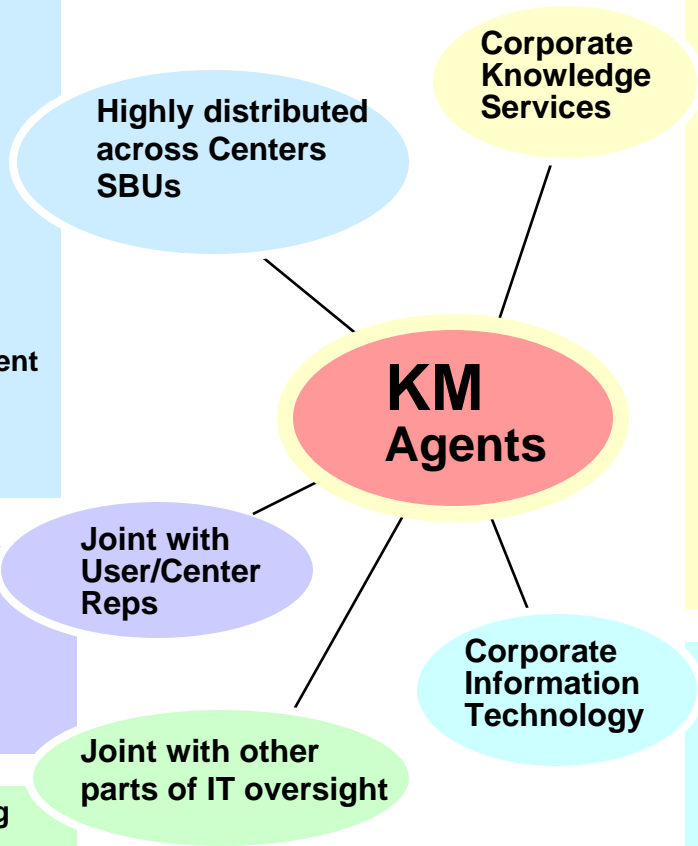 Corporate
Knowledge
Services
Highly distributed
across Centers
SBUs
ent
KM
Agents
Joint with
User/Center
Reps
Corporate
Information
Technology
Joint with other
parts of IT oversight
g